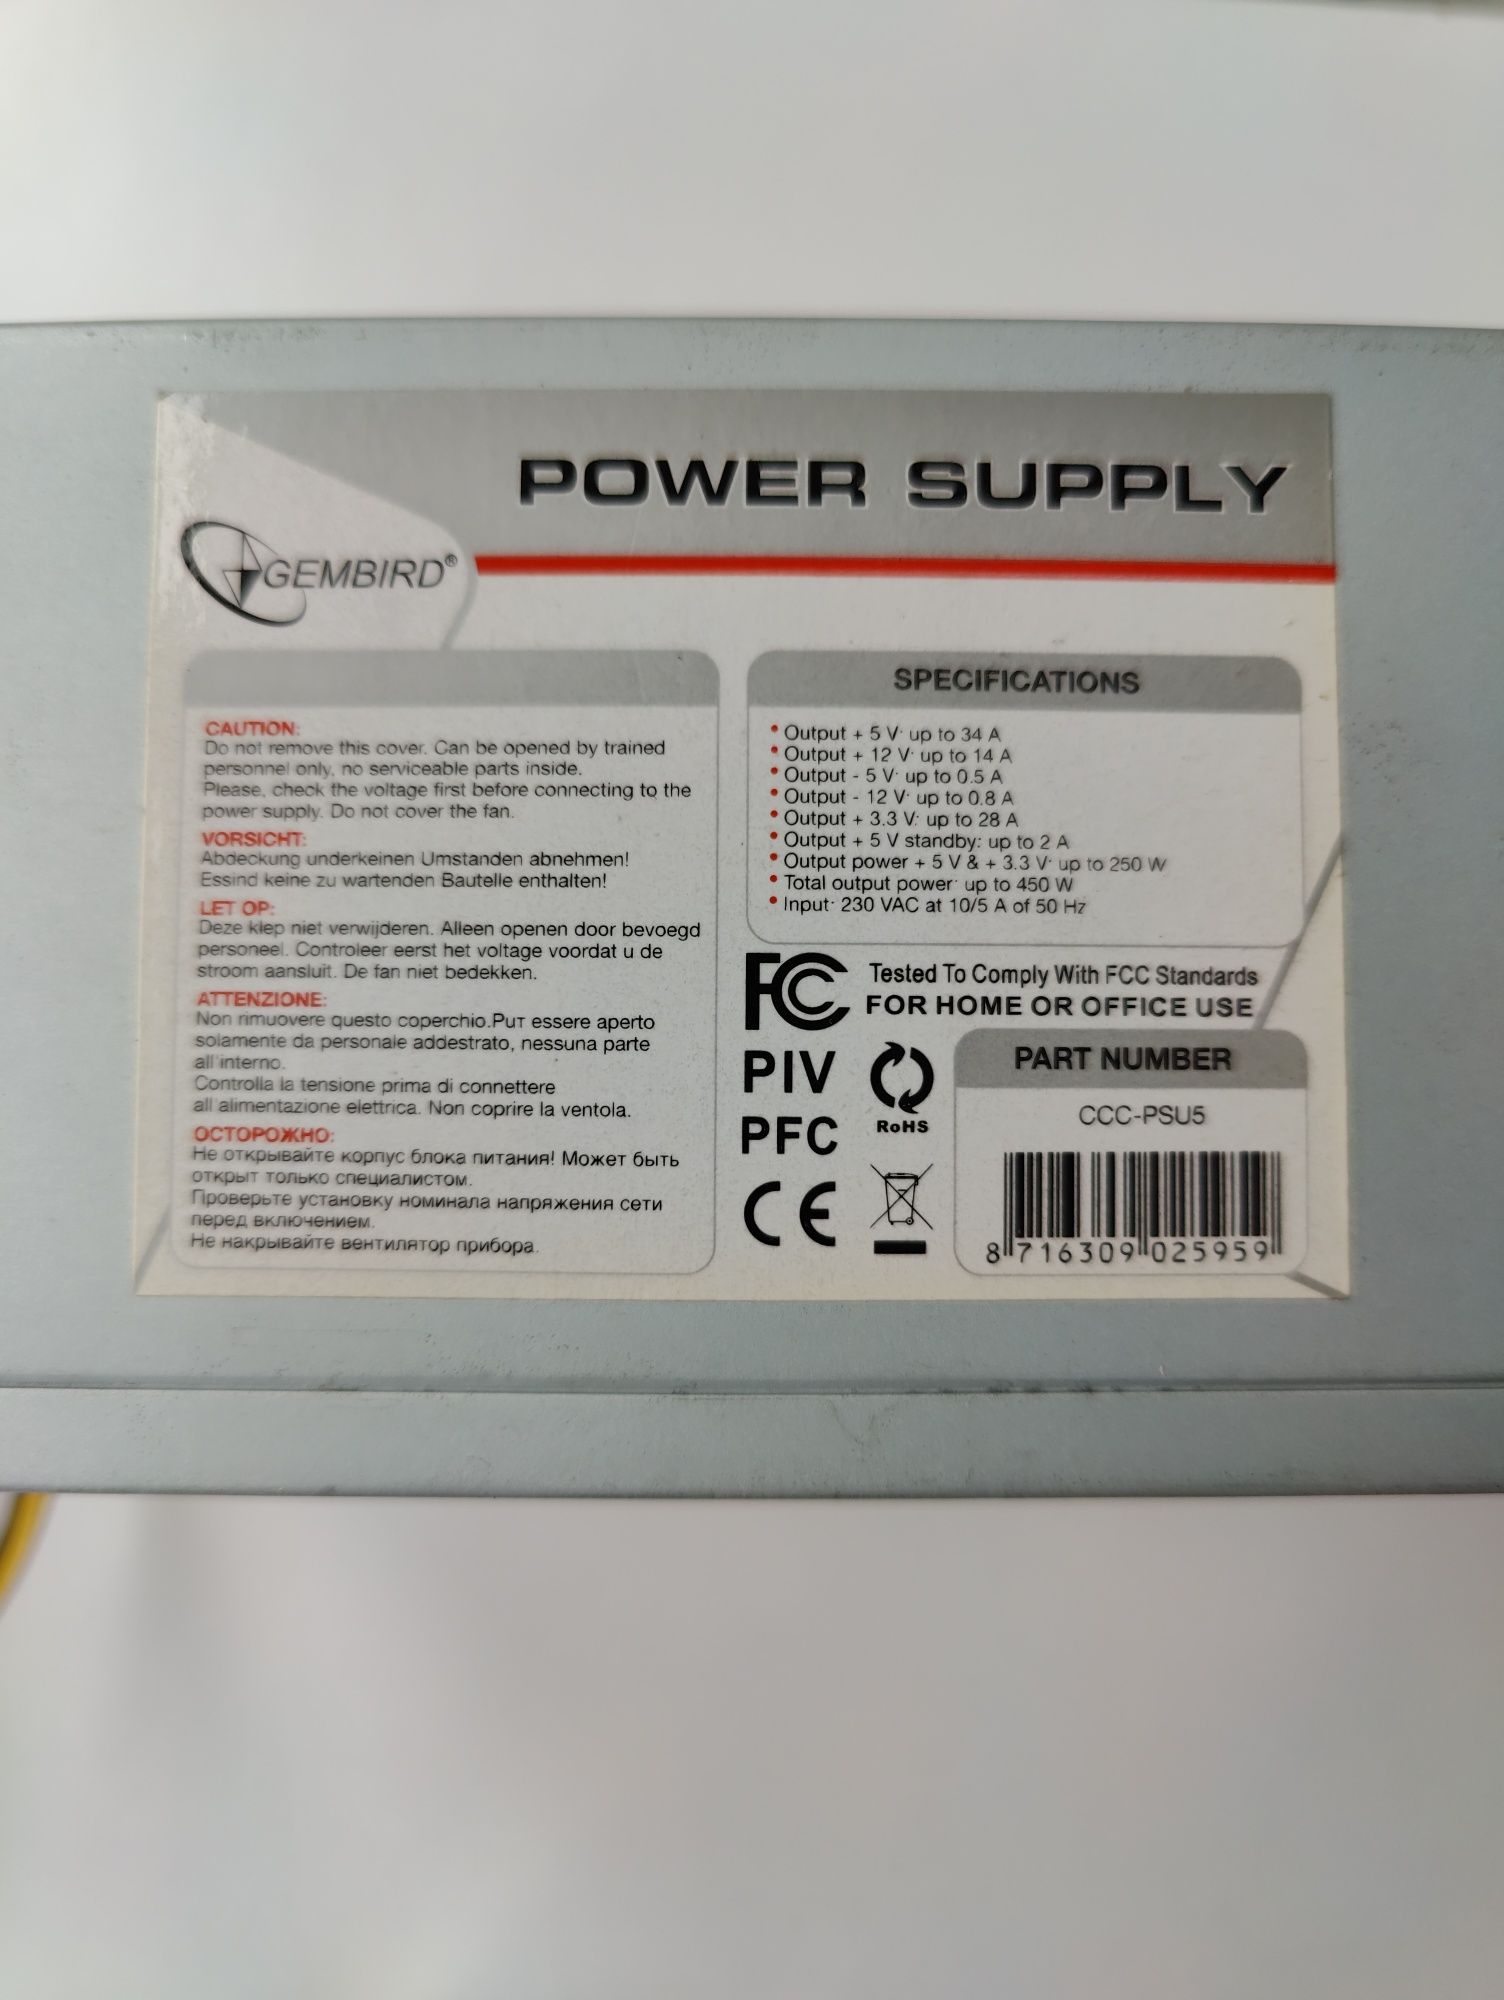 POWER SUPPLY
GEMBIRD®
CAUTION:
Do not remove this cover. Can be opened by trained
personnel only, no serviceable parts inside.
Please, check the voltage first before connecting to the
power supply. Do not cover the fan.
VORSICHT:
Abdeckung underkeinen Umstanden abnehmen!
Essind keine zu wartenden Bautelle enthalten!
LET OP:
Deze klep niet verwijderen. Alleen openen door bevoegd
personeel. Controleer eerst het voltage voordat u de
stroom aansluit. De fan niet bedekken.
ATTENZIONE:
Non rimuovere questo coperchio.Puт essere aperto
solamente da personale addestrato, nessuna parte
all'interno.
Controlla la tensione prima di connettere
all alimentazione elettrica. Non coprire la ventola.
ОСТОРОЖНО:
Не открывайте корпус блока питания! Может быть
открыт только специалистом.
Проверьте установку номинала напряжения сети
перед включением.
Не накрывайте вентилятор прибора.
SPECIFICATIONS
• Output + 5 V: up to 34 A
• Output + 12 V: up to 14 A
• Output - 5 V: up to 0.5 A
• Output - 12 V: up to 0.8 A
• Output + 3.3 V: up to 28 A
• Output + 5 V standby: up to 2 A
• Output power + 5 V & + 3.3 V: up to 250 W
• Total output power: up to 450 W
• Input: 230 VAC at 10/5 A of 50 Hz
FC Tested To Comply With FCC Standards
FOR HOME OR OFFICE USE
PIV
PFC
RoHS
CE
PART NUMBER
CCC-PSU5
8 716309 025959